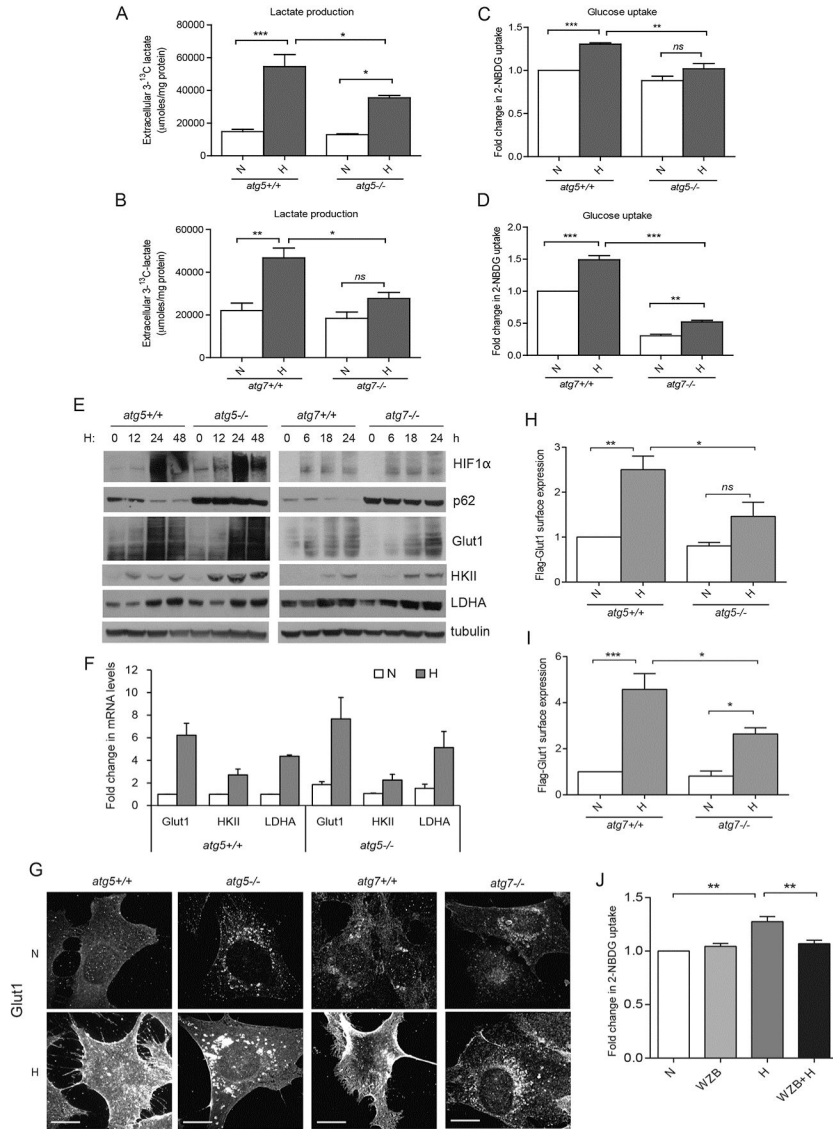 A
Lactate production
Extracellular 3-¹³C lactate
(μmoles/mg protein)
60000
40000
20000
0
***
*
*
N
H
N
H
atg5+/+
atg5-/-
C
Glucose uptake
Fold change in 2-NBDG uptake
1.5
1.0
0.5
0.0
***
**
ns
N
H
N
H
atg5+/+
atg5-/-
B
Lactate production
Extracellular 3-¹³C-lactate
(μmoles/mg protein)
60000
40000
20000
0
**
*
ns
N
H
N
H
atg7+/+
atg7-/-
D
Glucose uptake
Fold change in 2-NBDG uptake
2.0
1.5
1.0
0.5
0.0
***
***
**
N
H
N
H
atg7+/+
atg7-/-
E
atg5+/+ atg5-/- atg7+/+ atg7-/-
H: 0 12 24 48 0 12 24 48 0 6 18 24 0 6 18 24 h
HIF1α
p62
Glut1
HKII
LDHA
tubulin
H
Flag-Glut1 surface expression
3
2
1
0
**
*
ns
N
H
N
H
atg5+/+
atg5-/-
F
Fold change in mRNA levels
12
10
8
6
4
2
0
N H
Glut1 HKII LDHA Glut1 HKII LDHA
atg5+/+ atg5-/-
I
Flag-Glut1 surface expression
6
4
2
0
***
*
*
N
H
N
H
atg7+/+
atg7-/-
G
atg5+/+ atg5-/- atg7+/+ atg7-/-
Glut1
N
H
J
Fold change in 2-NBDG uptake
1.5
1.0
0.5
0.0
**
**
N
WZB
H
WZB+H